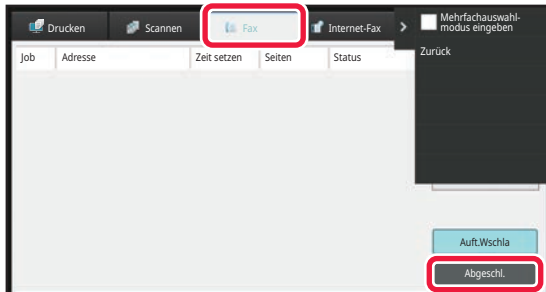 Drucken Scannen Fax Internet-Fax >
Mehrfachauswahl-
modus eingeben
Zurück
Job Adresse Zeit setzen Seiten Status
Auft.Wschla
Abgeschl.